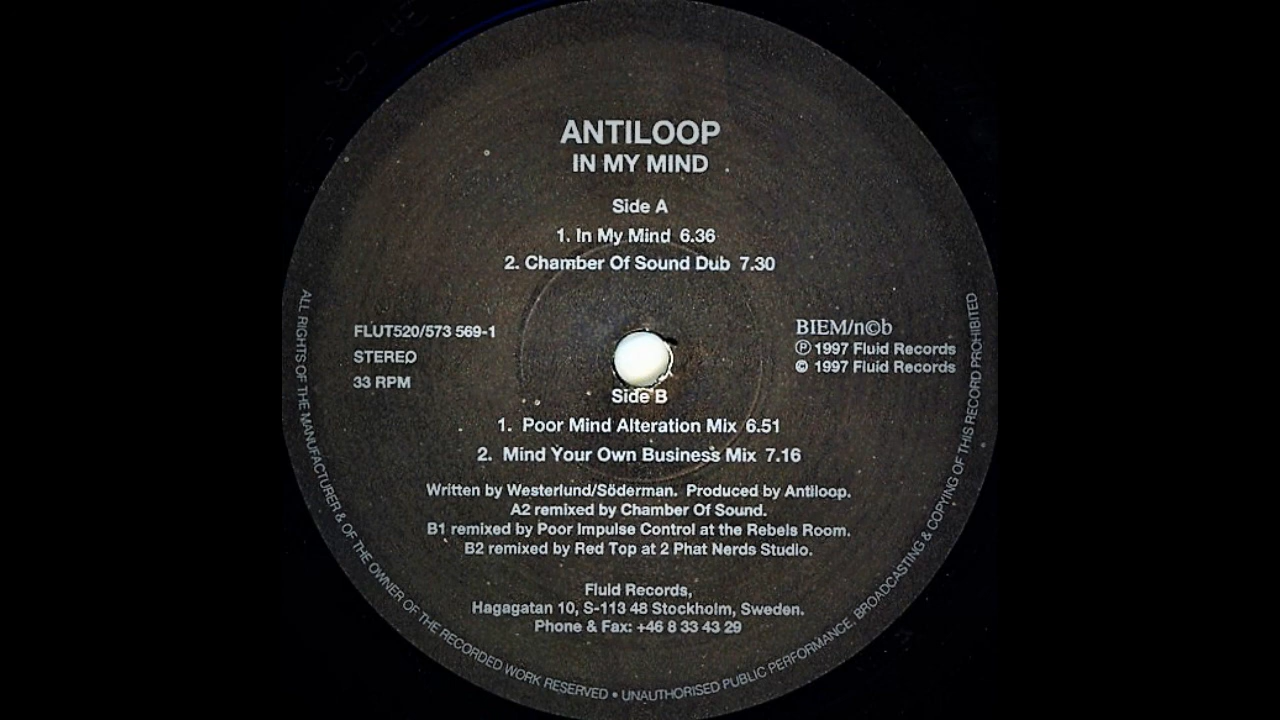 ANTILOOP
IN MY MIND
Side A
1. In My Mind 6.36
2. Chamber Of Sound Dub 7.30
FLUT520/573 569-1
STEREO
33 RPM
BIEM/n©b
℗ 1997 Fluid Records
© 1997 Fluid Records
Side B
1. Poor Mind Alteration Mix 6.51
2. Mind Your Own Business Mix 7.16
Written by Westerlund/Söderman. Produced by Antiloop.
A2 remixed by Chamber Of Sound.
B1 remixed by Poor Impulse Control at the Rebels Room.
B2 remixed by Red Top at 2 Phat Nerds Studio.
Fluid Records,
Hagagatan 10, S-113 48 Stockholm, Sweden.
Phone & Fax: +46 8 33 43 29
ALL RIGHTS OF THE MANUFACTURER & OF THE OWNER OF THE RECORDED WORK RESERVED • UNAUTHORISED PUBLIC PERFORMANCE, BROADCASTING & COPYING OF THIS RECORD PROHIBITED